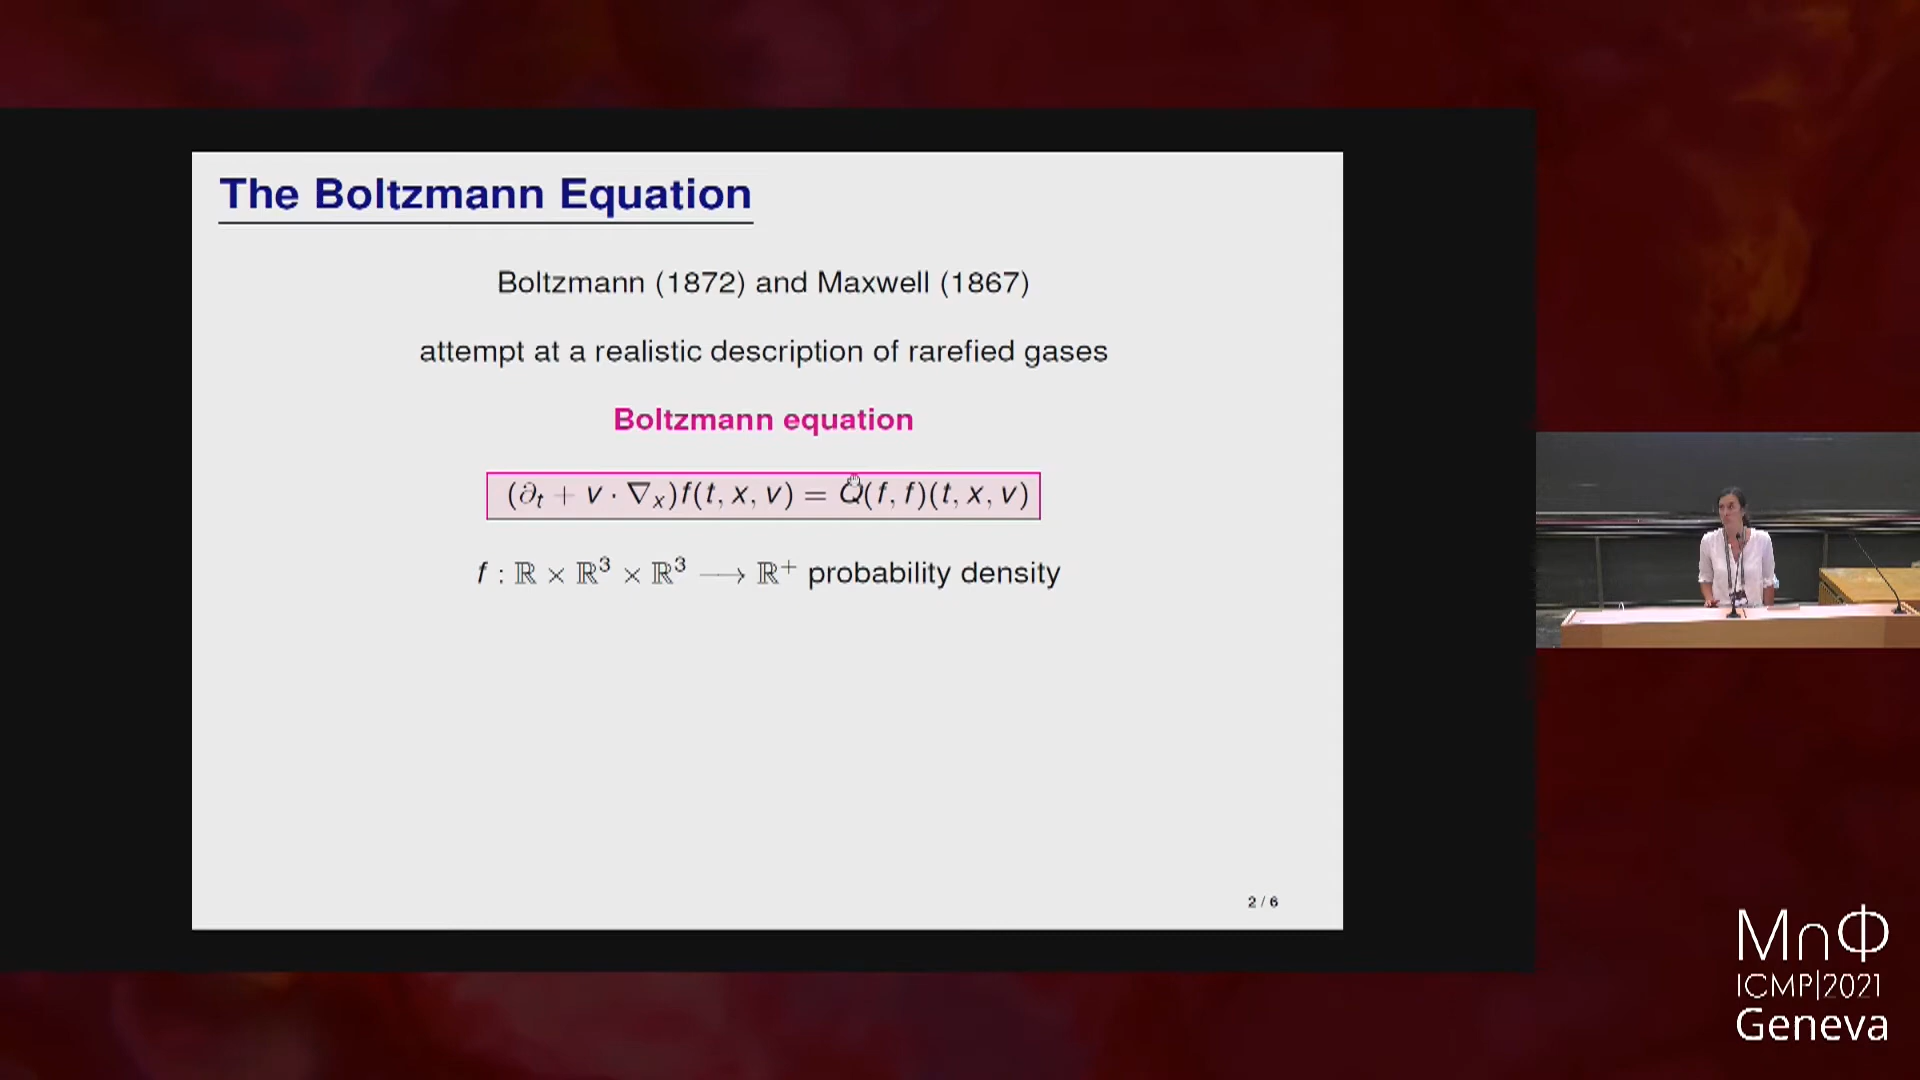 The Boltzmann Equation
Boltzmann (1872) and Maxwell (1867)
attempt at a realistic description of rarefied gases
Boltzmann equation
(∂ₜ + v · ∇ₓ)f(t, x, v) = Q(f, f)(t, x, v)
f : ℝ × ℝ³ × ℝ³ ⟶ ℝ⁺ probability density
2 / 6
M∩Φ
ICMP|2021
Geneva